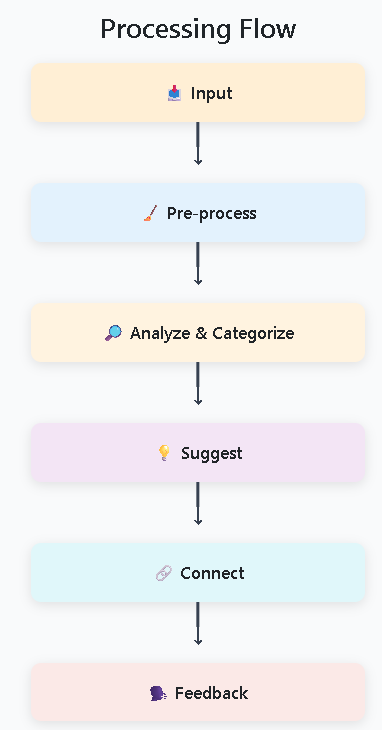 Processing Flow
Input
Pre-process
Analyze & Categorize
Suggest
Connect
Feedback